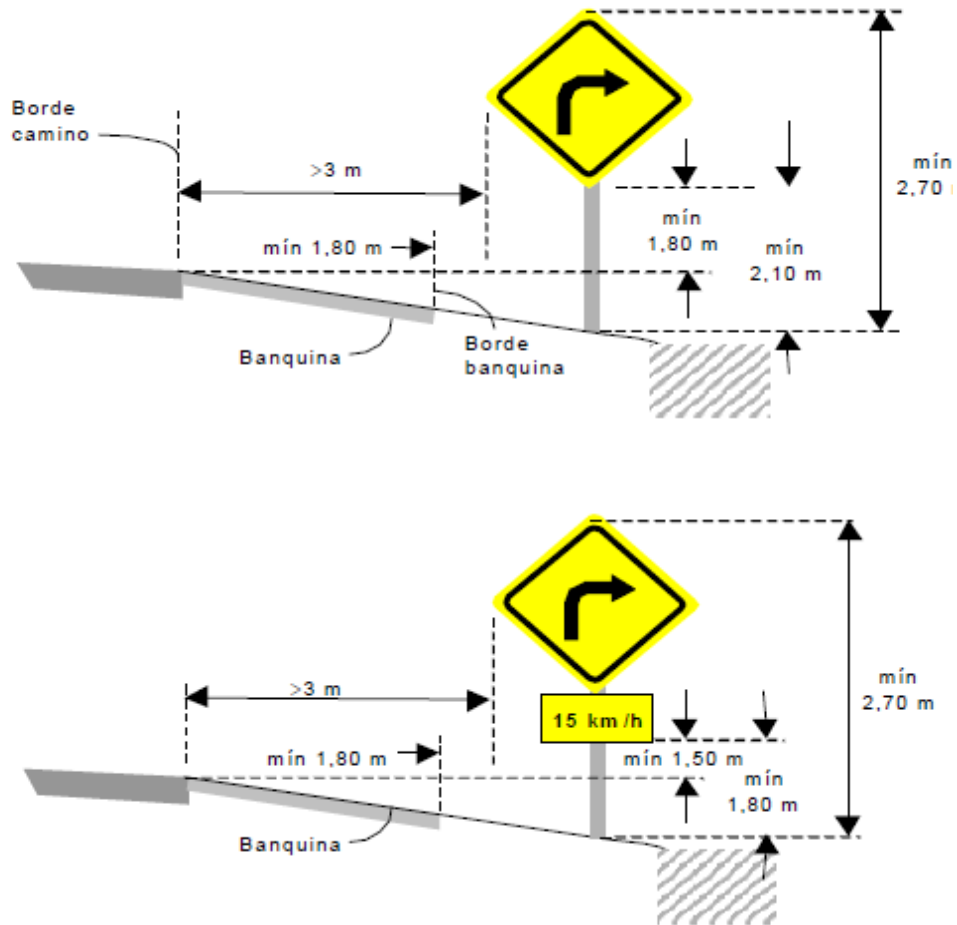 Borde
camino
>3 m
mín
2,70 m
mín
1,80 m
mín 1,80 m
mín
2,10 m
Banquina
Borde
banquina
>3 m
mín
2,70 m
15 km/h
mín 1,80 m
mín 1,50 m
mín
1,80 m
Banquina